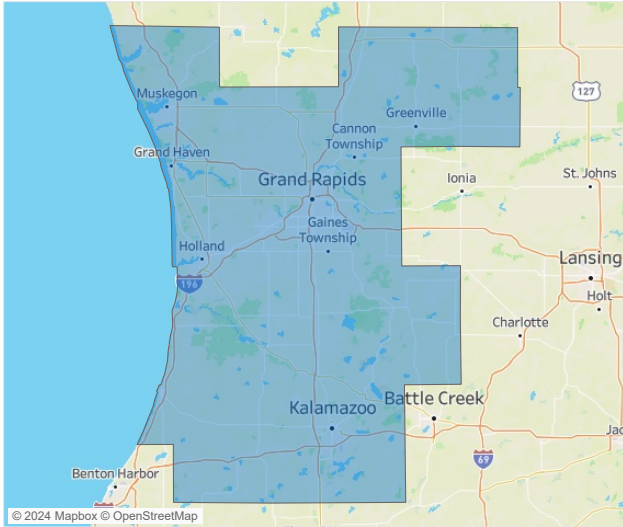 127
Muskegon
Greenville
Cannon
Township
Grand Haven
Grand Rapids
Ionia
St. Johns
Gaines
Township
Holland
Lansing
196
Holt
Charlotte
Kalamazoo
Battle Creek
Jac
69
Benton Harbor
© 2024 Mapbox © OpenStreetMap